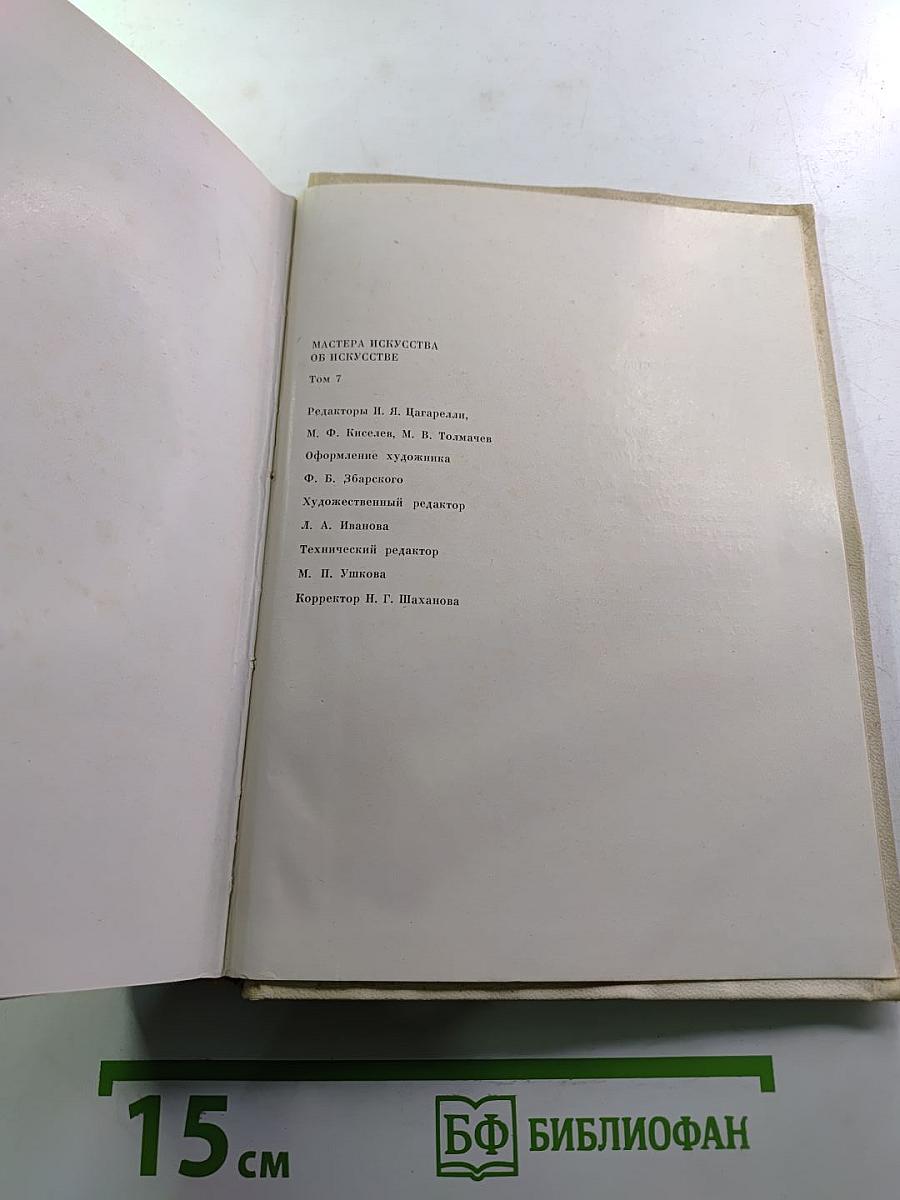 МАСТЕРА ИСКУССТВА
ОБ ИСКУССТВЕ
Том 7
Редакторы И. Я. Цагарелли,
М. Ф. Киселев, М. В. Толмачев
Оформление художника
Ф. Б. Збарского
Художественный редактор
Л. А. Иванова
Технический редактор
М. П. Ушкова
Корректор Н. Г. Шаханова
15 см
БФ БИБЛИОФАН